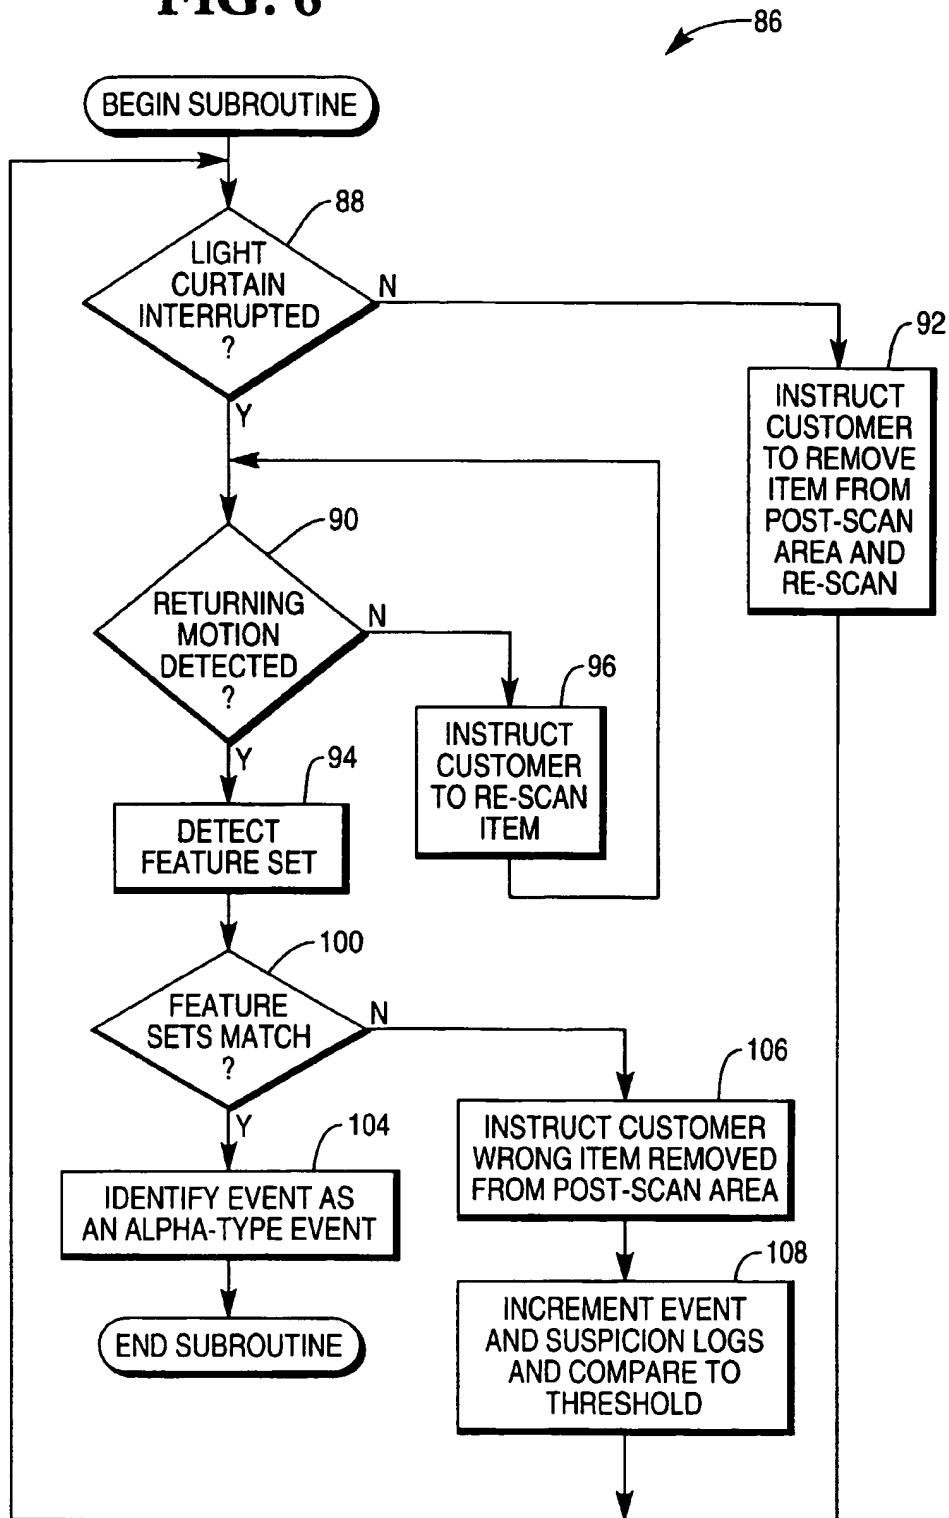 FIG. 6
86
BEGIN SUBROUTINE
88
LIGHT
CURTAIN
INTERRUPTED
?
N
Y
92
INSTRUCT
CUSTOMER
TO REMOVE
ITEM FROM
POST-SCAN
AREA AND
RE-SCAN
90
RETURNING
MOTION
DETECTED
?
N
Y
96
INSTRUCT
CUSTOMER
TO RE-SCAN
ITEM
94
DETECT
FEATURE SET
100
FEATURE
SETS MATCH
?
N
Y
106
INSTRUCT CUSTOMER
WRONG ITEM REMOVED
FROM POST-SCAN AREA
104
IDENTIFY EVENT AS
AN ALPHA-TYPE EVENT
108
INCREMENT EVENT
AND SUSPICION LOGS
AND COMPARE TO
THRESHOLD
END SUBROUTINE